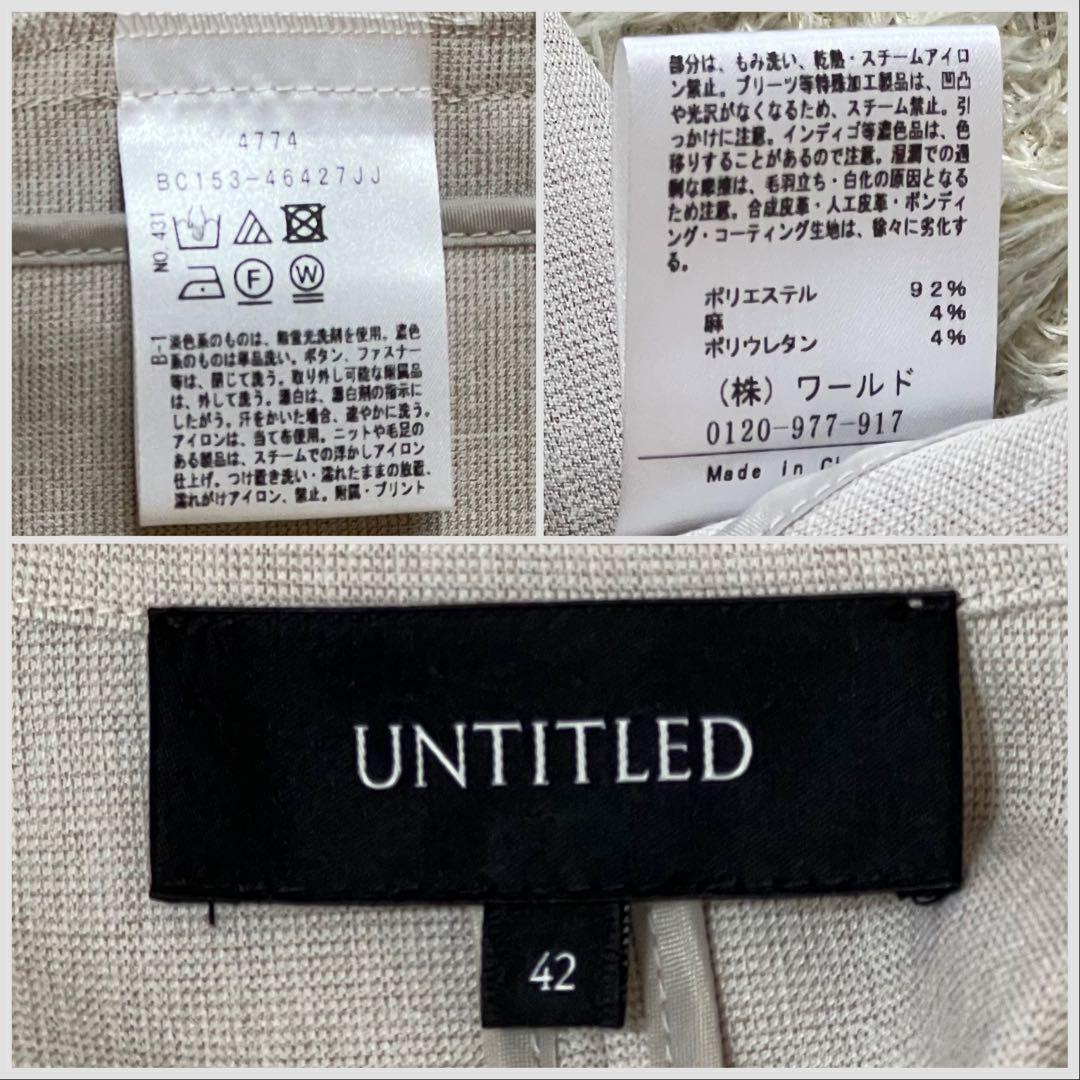 4774
BC153-46427JJ
NO.431
F
W
B-1
淡色系のものは、無蛍光洗剤を使用。濃色
系のものは単品洗い。ボタン、ファスナー
等は、閉じて洗う。取り外し可能な附属品
は、外して洗う。漂白は、漂白剤の指示に
したがう。汗をかいた場合、速やかに洗う。
アイロンは、当て布使用。ニットや毛足の
ある製品は、スチームでの浮かしアイロン
仕上げ。つけ置き洗い・濡れたままの放置、
濡れがけアイロン、禁止。附属・プリント
部分は、もみ洗い、乾熱・スチームアイロ
ン禁止。プリーツ等特殊加工製品は、凹凸
や光沢がなくなるため、スチーム禁止。引
っかけに注意。インディゴ等濃色品は、色
移りすることがあるので注意。湿潤での過
剰な摩擦は、毛羽立ち・白化の原因となる
ため注意。合成皮革・人工皮革・ボンディ
ング・コーティング生地は、徐々に劣化す
る。
ポリエステル 92%
麻 4%
ポリウレタン 4%
(株) ワールド
0120-977-917
Made in
UNTITLED
42